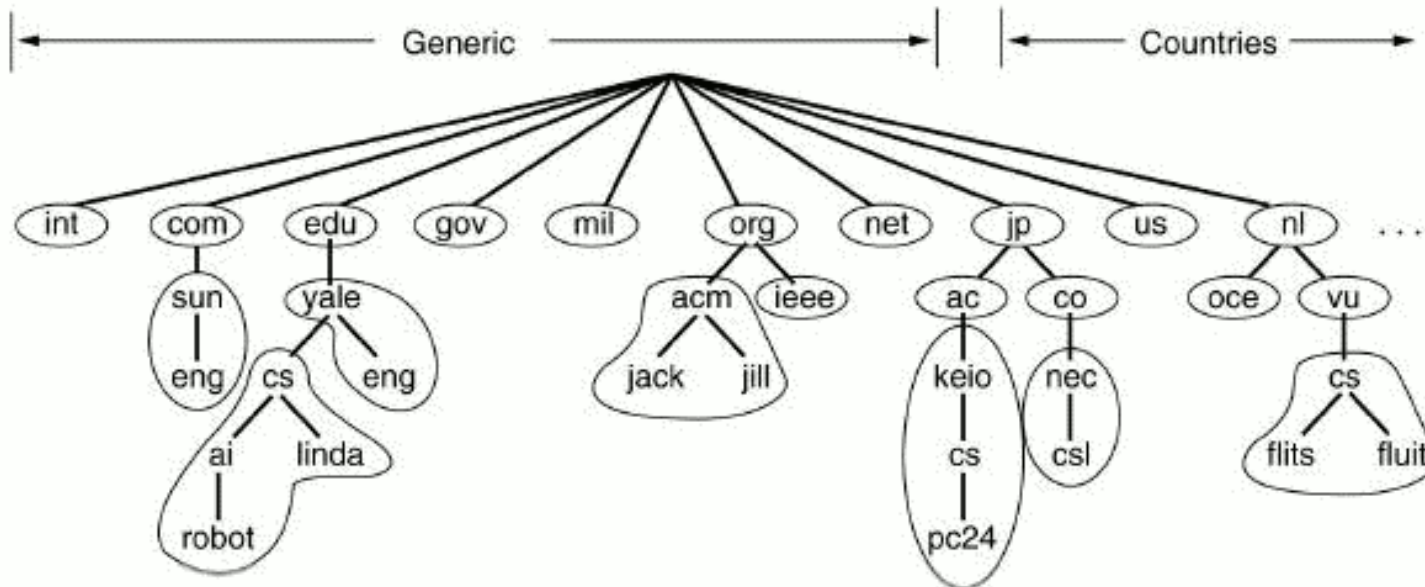 Generic Countries
int com edu gov mil org net jp us nl ...
sun yale acm ieee ac co oce vu
eng cs eng jack jill keio nec cs
ai linda cs csl flits fluit
robot pc24